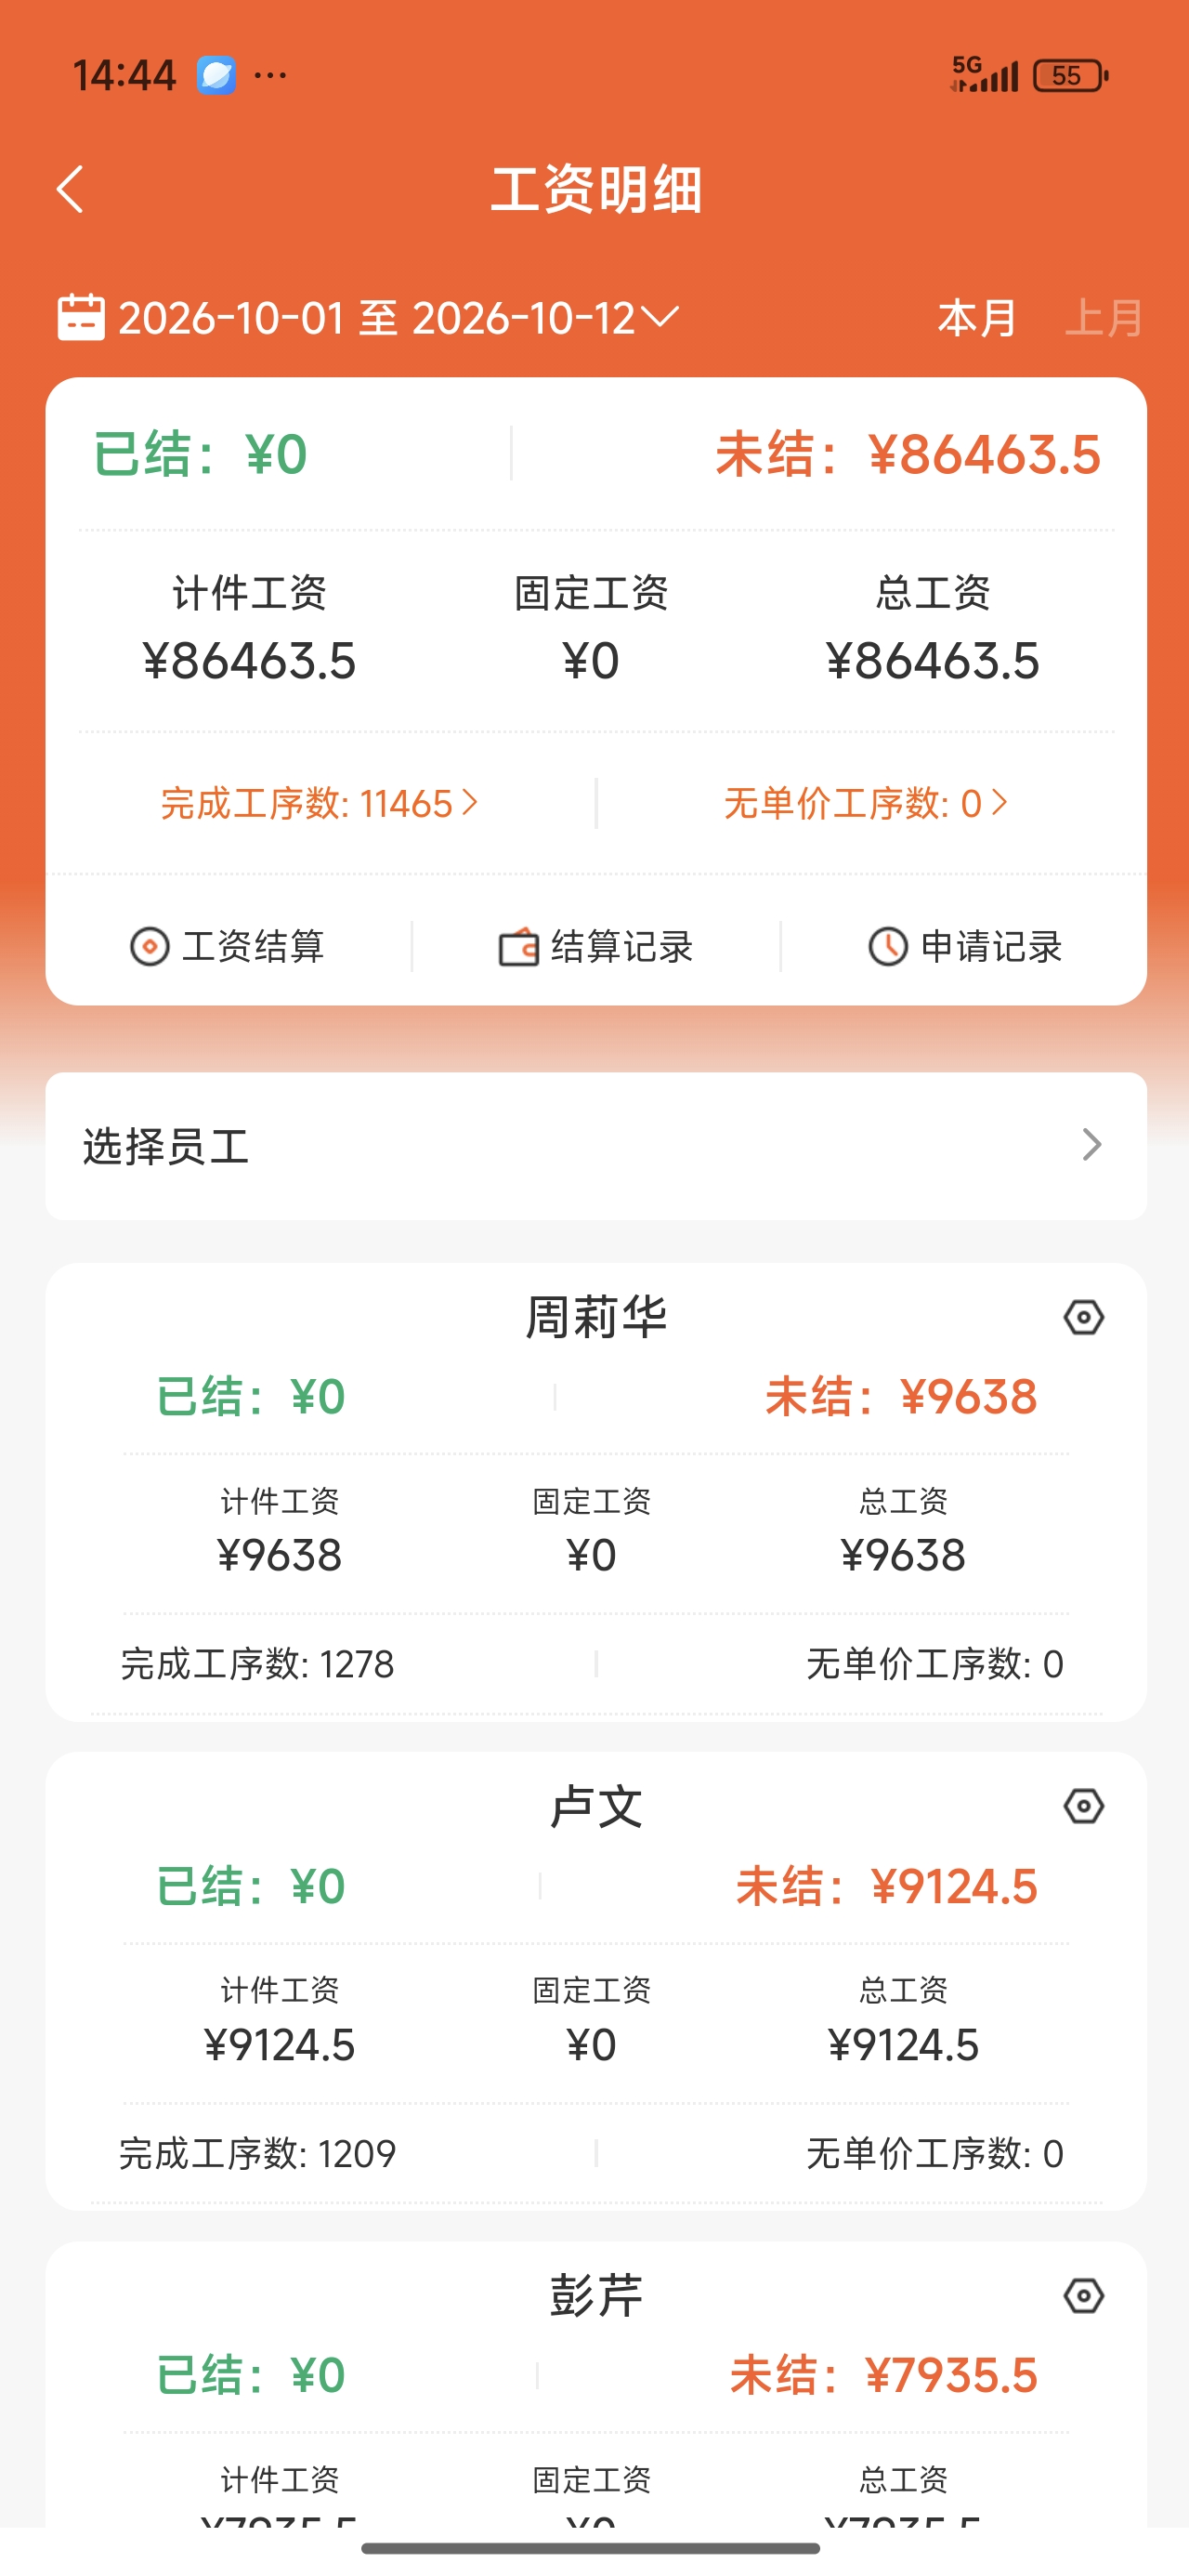 14:44 ... 5G 55
工资明细
2026-10-01 至 2026-10-12 本月 上月
已结：¥0 未结：¥86463.5
计件工资 固定工资 总工资
¥86463.5 ¥0 ¥86463.5
完成工序数: 11465 无单价工序数: 0
工资结算 结算记录 申请记录
选择员工
周莉华
已结：¥0 未结：¥9638
计件工资 固定工资 总工资
¥9638 ¥0 ¥9638
完成工序数: 1278 无单价工序数: 0
卢文
已结：¥0 未结：¥9124.5
计件工资 固定工资 总工资
¥9124.5 ¥0 ¥9124.5
完成工序数: 1209 无单价工序数: 0
彭芹
已结：¥0 未结：¥7935.5
计件工资 固定工资 总工资
¥7935.5 ¥0 ¥7935.5